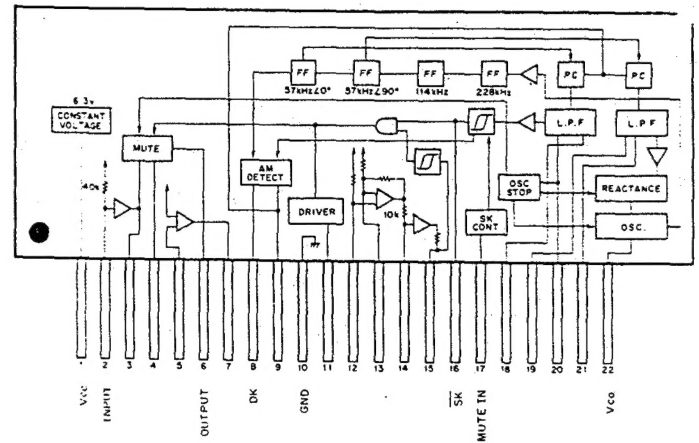 FF
FF
FF
FF
P.C
PC
57kHz∠0°
57kHz∠90°
114kHz
228kHz
6.3v
CONSTANT
VOLTAGE
L.P.F
L.P.F
MUTE
40k
AM
DETECT
DRIVER
10k
OSC
STOP
SK
CONT
REACTANCE
OSC.
1 2 3 4 5 6 7 8 9 10 11 12 13 14 15 16 17 18 19 20 21 22
Vcc
INPUT
OUTPUT
DK
GND
SK
MUTE IN
Vco